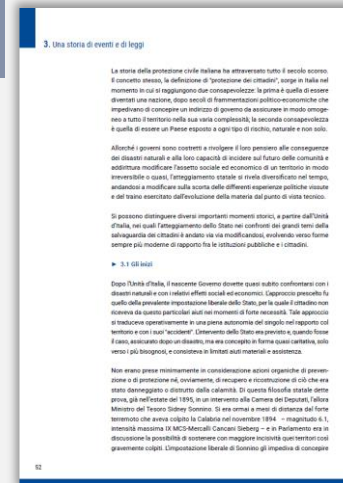 3. Una storia di eventi e di leggi
La storia della protezione civile italiana ha attraversato tutto il secolo scorso.
Il concetto stesso, la definizione di "protezione dei cittadini", sorge in Italia nel
momento in cui si raggiungono due consapevolezze: la prima è quella di essere
diventati una nazione, dopo secoli di frammentazioni politico-economiche che
impedivano di concepire un indirizzo di governo da assicurare in modo omoge-
neo a tutto il territorio nella sua varia complessità; la seconda consapevolezza
è quella di essere un Paese esposto a ogni tipo di rischio, naturale e non solo.
Allorché i governi sono costretti a rivolgere il loro pensiero alle conseguenze
dei disastri naturali e alla loro capacità di incidere sul futuro delle comunità e
addirittura modificare l'assetto sociale ed economico di un territorio in modo
irreversibile o quasi, l'atteggiamento statale si rivela diversificato nel tempo,
andandosi a modificare sulla scorta delle differenti esperienze politiche vissute
e del traino esercitato dall'evoluzione della materia dal punto di vista tecnico.
Si possono distinguere diversi importanti momenti storici, a partire dall'Unità
d'Italia, nei quali l'atteggiamento dello Stato nei confronti dei grandi temi della
salvaguardia dei cittadini è andato via via modificandosi, evolvendo verso forme
sempre più moderne di rapporto fra le istituzioni pubbliche e i cittadini.
► 3.1 Gli inizi
Dopo l'Unità d'Italia, il nascente Governo dovette quasi subito confrontarsi con i
disastri naturali e con i relativi effetti sociali ed economici. L'approccio prescelto fu
quello della prevalente impostazione liberale dello Stato, per la quale il cittadino non
riceveva da questo particolari aiuti nei momenti di forte necessità. Tale approccio
si traduceva operativamente in una piena autonomia del singolo nel rapporto col
territorio e con i suoi "accidenti". L'intervento dello Stato era previsto e, quando fosse
il caso, assicurato dopo un disastro, ma era concepito in forma quasi caritativa, solo
verso i più bisognosi, e consisteva in limitati aiuti materiali e assistenza.
Non erano prese minimamente in considerazione azioni organiche di preven-
zione o di protezione né, ovviamente, di recupero e ricostruzione di ciò che era
stato danneggiato o distrutto dalla calamità. Di questa filosofia statale dette
prova, già nell'estate del 1895, in un intervento alla Camera dei Deputati, l'allora
Ministro del Tesoro Sidney Sonnino. Si era ormai a mesi di distanza dal forte
terremoto che aveva colpito la Calabria nel novembre 1894 – magnitudo 6.1,
intensità massima IX MCS-Mercalli Cancani Sieberg – e in Parlamento era in
discussione la possibilità di sostenere con maggiore incisività quei territori così
gravemente colpiti. L'impostazione liberale di Sonnino gli impediva di concepire
52